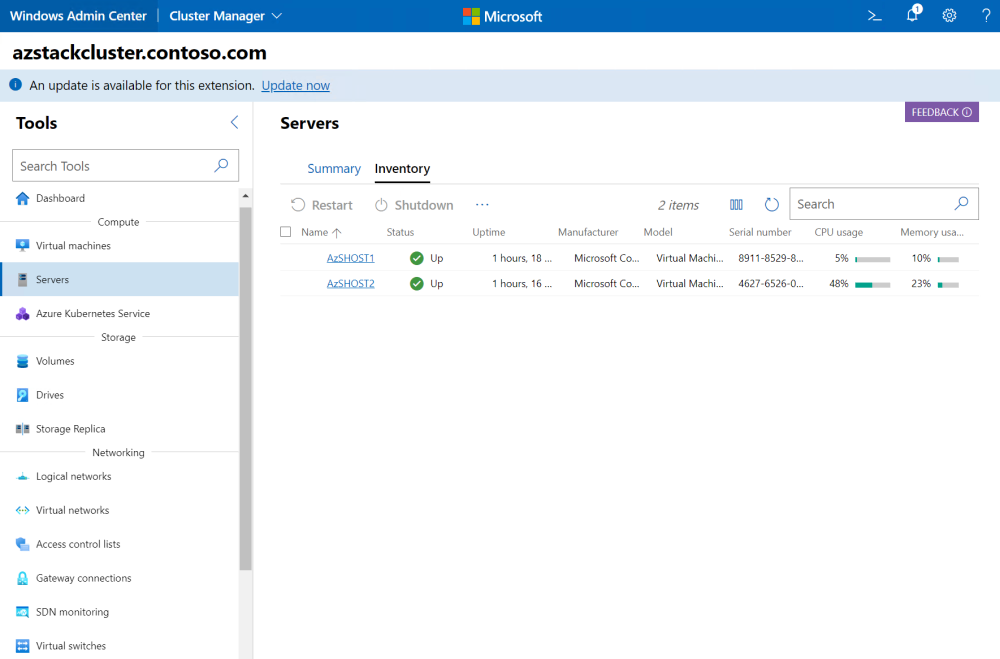 Windows Admin Center Cluster Manager Microsoft 1 ?
azstackcluster.contoso.com
An update is available for this extension. Update now
Tools
Search Tools
Dashboard
Compute
Virtual machines
Servers
Azure Kubernetes Service
Storage
Volumes
Drives
Storage Replica
Networking
Logical networks
Virtual networks
Access control lists
Gateway connections
SDN monitoring
Virtual switches
Servers
FEEDBACK
Summary Inventory
Restart Shutdown ... 2 items Search
Name Status Uptime Manufacturer Model Serial number CPU usage Memory usa...
AzSHOST1 Up 1 hours, 18 ... Microsoft Co... Virtual Machi... 8911-8529-8... 5% 10%
AzSHOST2 Up 1 hours, 16 ... Microsoft Co... Virtual Machi... 4627-6526-0... 48% 23%